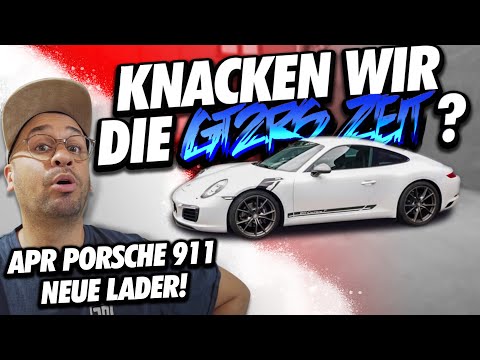 KNACKEN WIR
DIE GT2RS ZEIT?
APR PORSCHE 911
NEUE LADER!